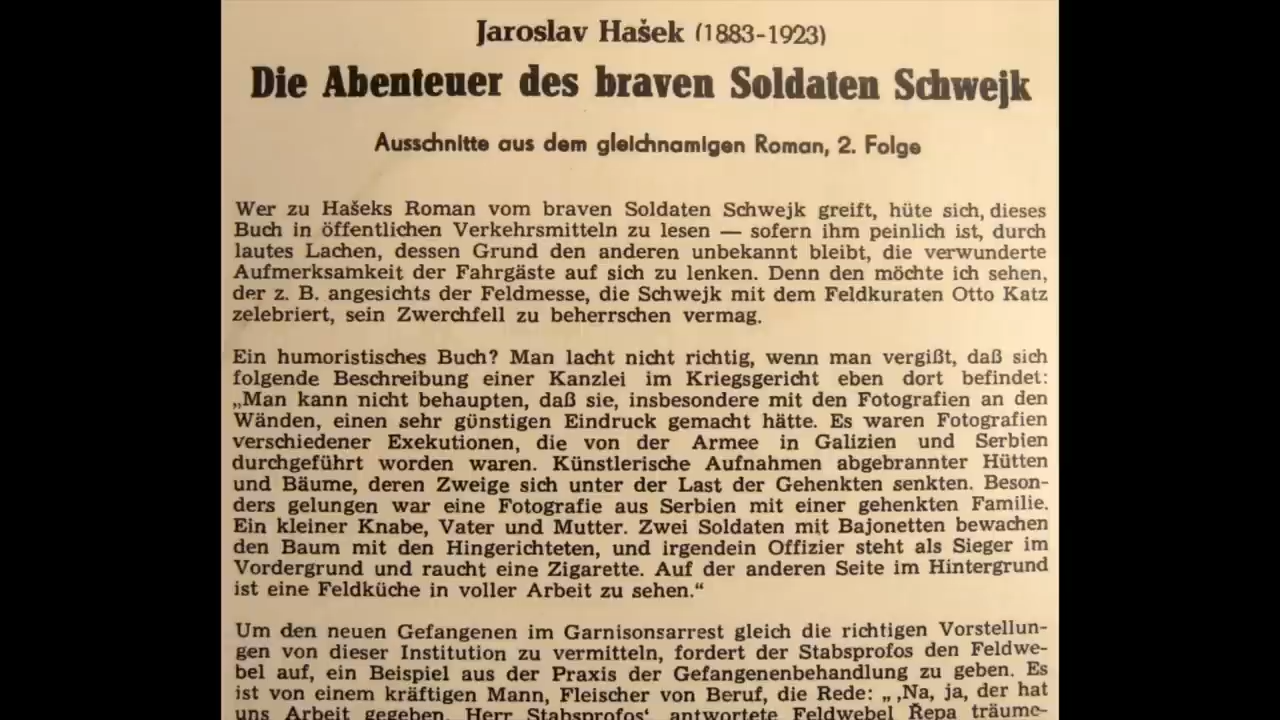 Jaroslav Hašek (1883-1923)
Die Abenteuer des braven Soldaten Schwejk
Ausschnitte aus dem gleichnamigen Roman, 2. Folge
Wer zu Hašeks Roman vom braven Soldaten Schwejk greift, hüte sich, dieses
Buch in öffentlichen Verkehrsmitteln zu lesen — sofern ihm peinlich ist, durch
lautes Lachen, dessen Grund den anderen unbekannt bleibt, die verwunderte
Aufmerksamkeit der Fahrgäste auf sich zu lenken. Denn den möchte ich sehen,
der z. B. angesichts der Feldmesse, die Schwejk mit dem Feldkuraten Otto Katz
zelebriert, sein Zwerchfell zu beherrschen vermag.
Ein humoristisches Buch? Man lacht nicht richtig, wenn man vergißt, daß sich
folgende Beschreibung einer Kanzlei im Kriegsgericht eben dort befindet:
„Man kann nicht behaupten, daß sie, insbesondere mit den Fotografien an den
Wänden, einen sehr günstigen Eindruck gemacht hätte. Es waren Fotografien
verschiedener Exekutionen, die von der Armee in Galizien und Serbien
durchgeführt worden waren. Künstlerische Aufnahmen abgebrannter Hütten
und Bäume, deren Zweige sich unter der Last der Gehenkten senkten. Beson-
ders gelungen war eine Fotografie aus Serbien mit einer gehenkten Familie.
Ein kleiner Knabe, Vater und Mutter. Zwei Soldaten mit Bajonetten bewachen
den Baum mit den Hingerichteten, und irgendein Offizier steht als Sieger im
Vordergrund und raucht eine Zigarette. Auf der anderen Seite im Hintergrund
ist eine Feldküche in voller Arbeit zu sehen.“
Um den neuen Gefangenen im Garnisonsarrest gleich die richtigen Vorstellun-
gen von dieser Institution zu vermitteln, fordert der Stabsprofos den Feldwe-
bel auf, ein Beispiel aus der Praxis der Gefangenenbehandlung zu geben. Es
ist von einem kräftigen Mann, Fleischer von Beruf, die Rede: „‚Na, ja, der hat
uns Arbeit gegeben, Herr Stabsprofos‘, antwortete Feldwebel Řepa träume-